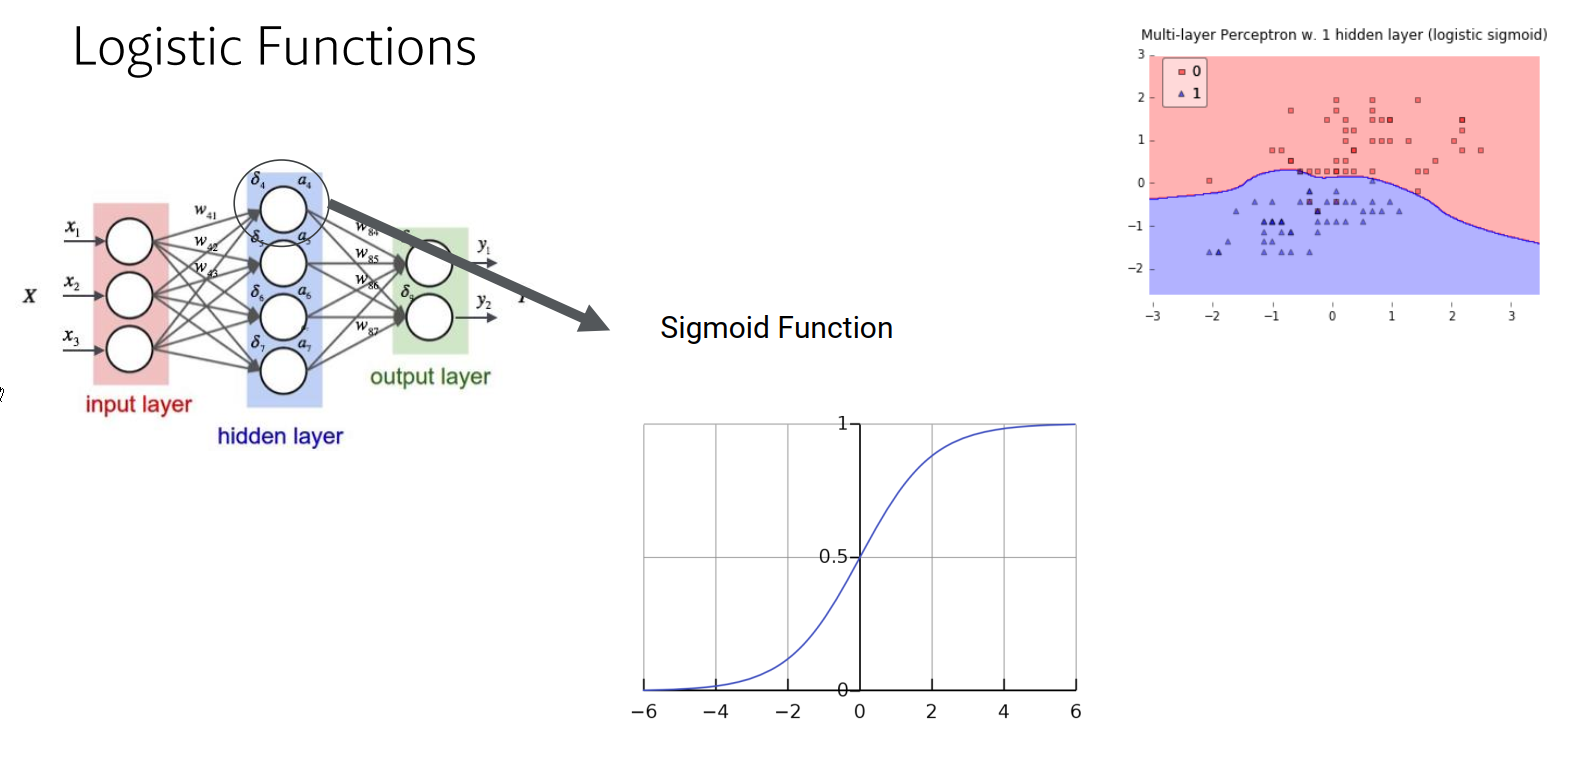 Logistic Functions
x₁
x₂
x₃
X
w₄₁
w₄₂
w₄₃
δ₄ a₄
δ₆ a₆
δ₇ a₇
w₈₄
w₈₅
w₈₆
w₈₇
y₁
y₂
input layer
hidden layer
output layer
Sigmoid Function
1
0.5
0
−6 −4 −2 0 2 4 6
Multi-layer Perceptron w. 1 hidden layer (logistic sigmoid)
0
1
3
2
1
0
−1
−2
−3 −2 −1 0 1 2 3